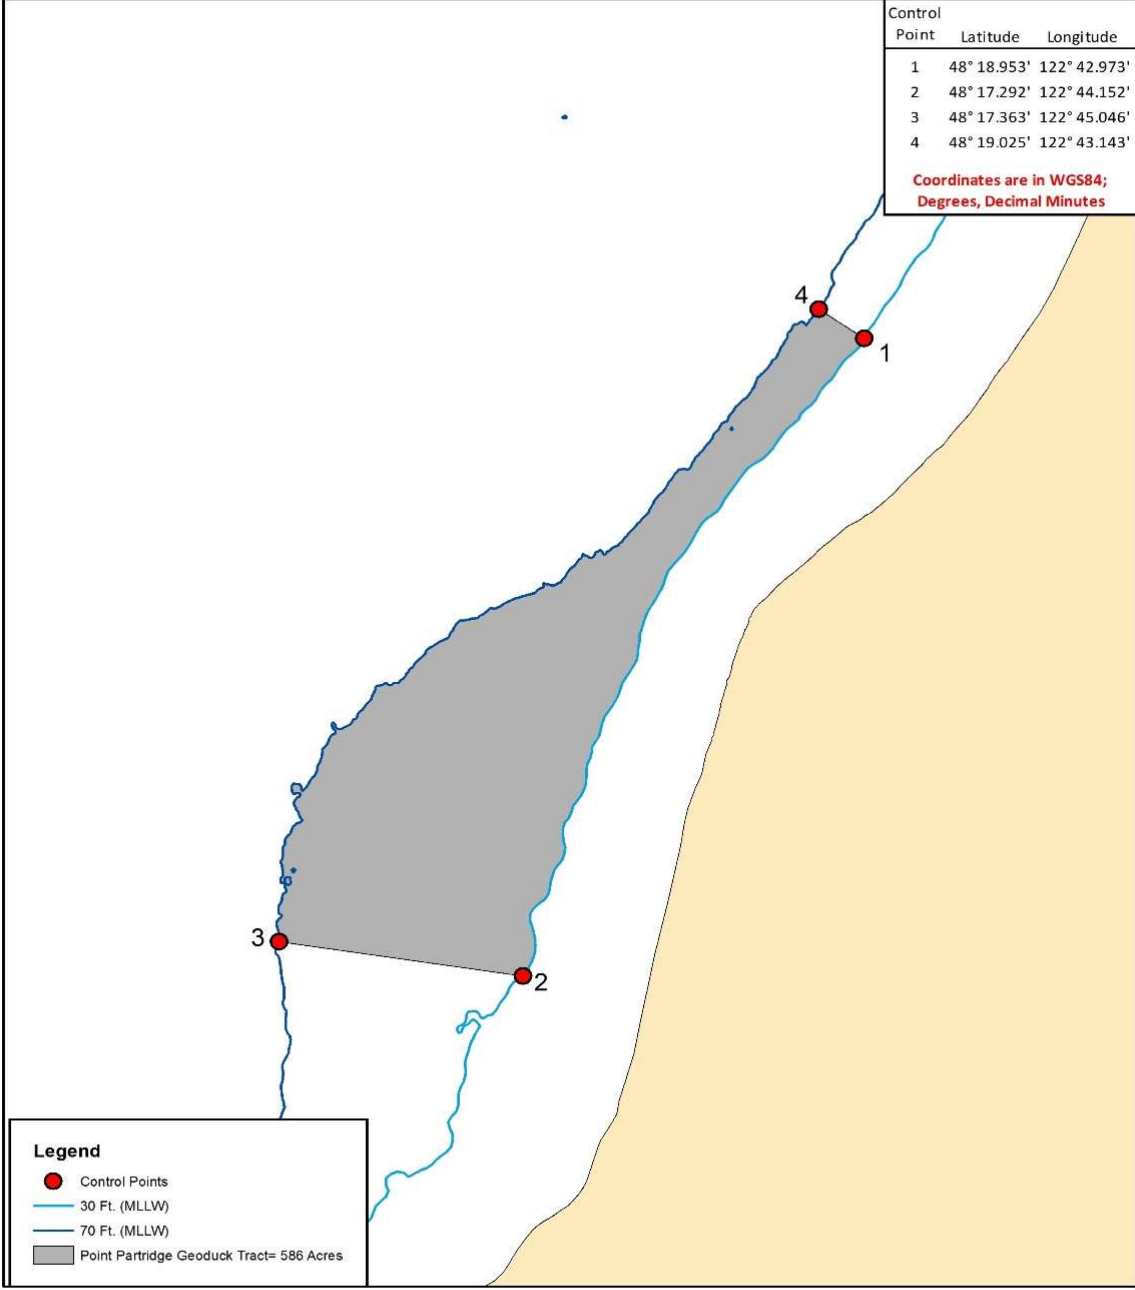 Control
Point Latitude Longitude
1 48° 18.953' 122° 42.973'
2 48° 17.292' 122° 44.152'
3 48° 17.363' 122° 45.046'
4 48° 19.025' 122° 43.143'
Coordinates are in WGS84;
Degrees, Decimal Minutes
4
1
3
2
Legend
Control Points
30 Ft. (MLLW)
70 Ft. (MLLW)
Point Partridge Geoduck Tract= 586 Acres